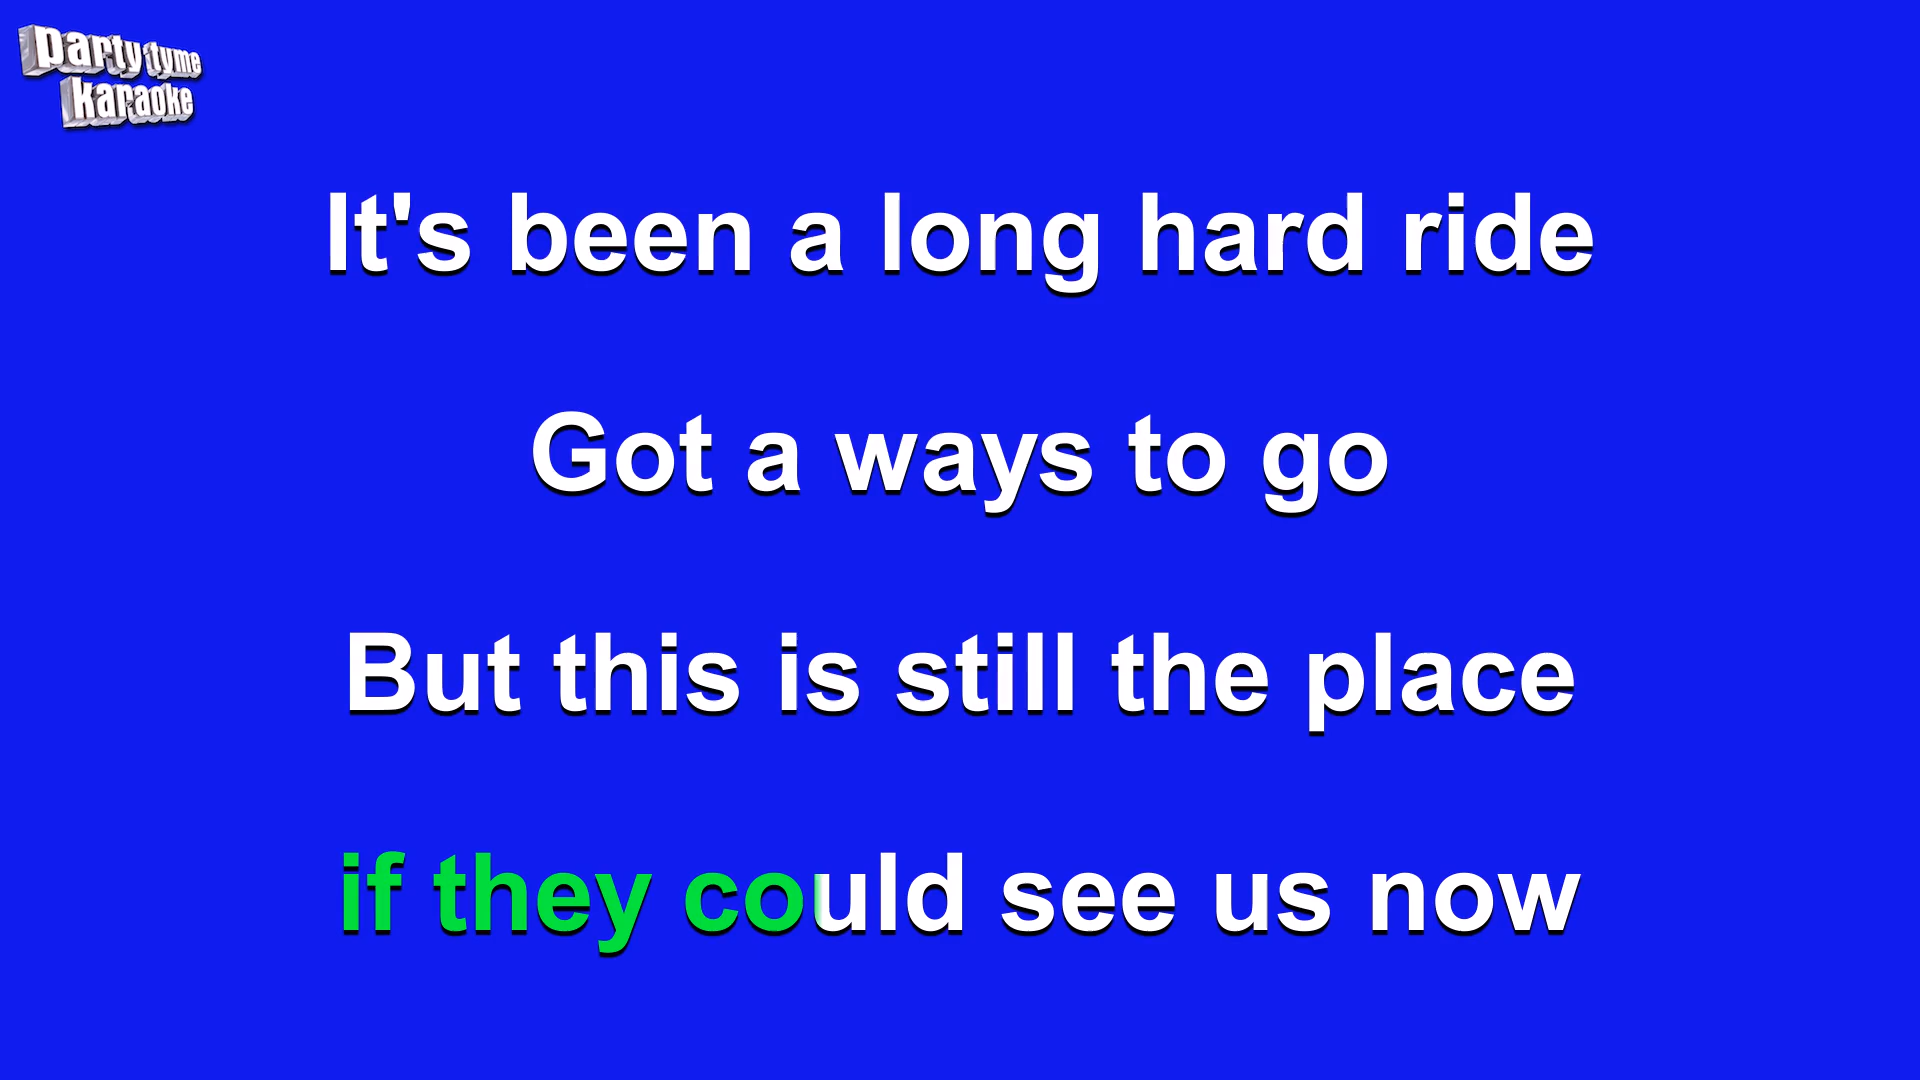 party tyme
karaoke
It's been a long hard ride
Got a ways to go
But this is still the place
if they could see us now